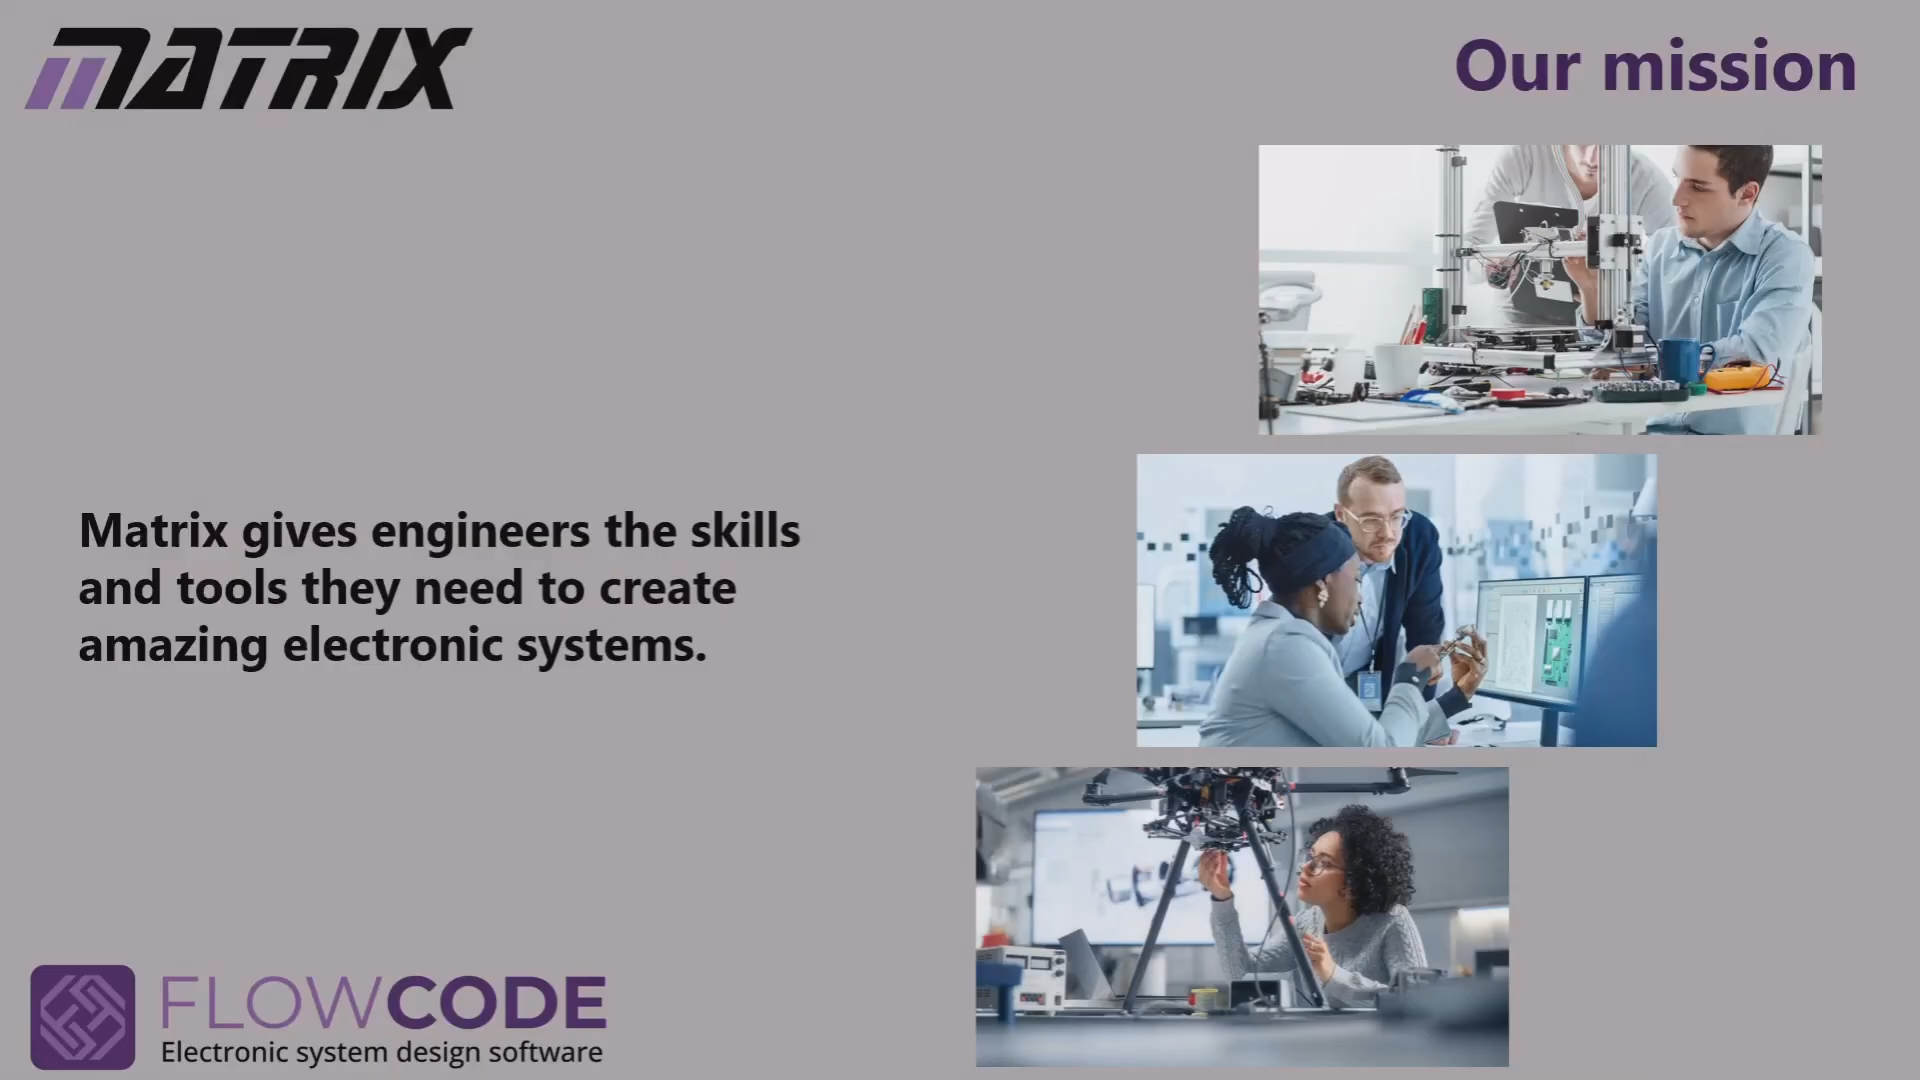 MATRIX
Our mission
Matrix gives engineers the skills
and tools they need to create
amazing electronic systems.
FLOWCODE
Electronic system design software